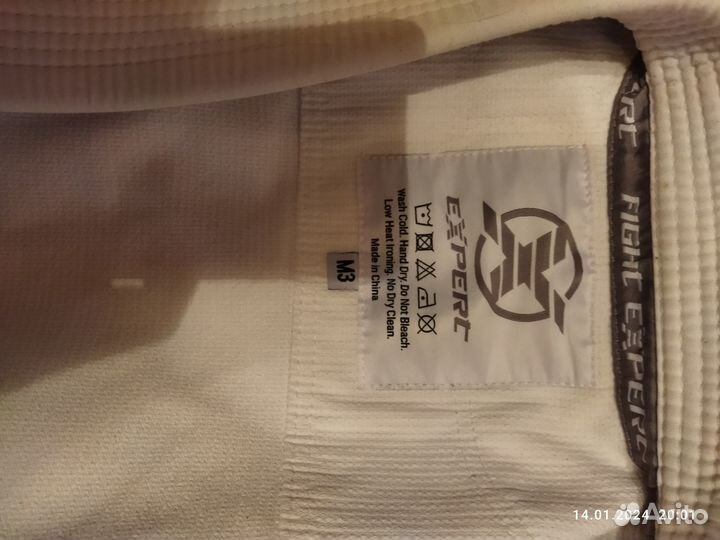 EXPERT
Wash Cold. Hand Dry. Do Not Bleach.
Low Heat Ironing. No Dry Clean.
Made in China
M3
FIGHT EXPERT
14.01.2024 20:01
Avito